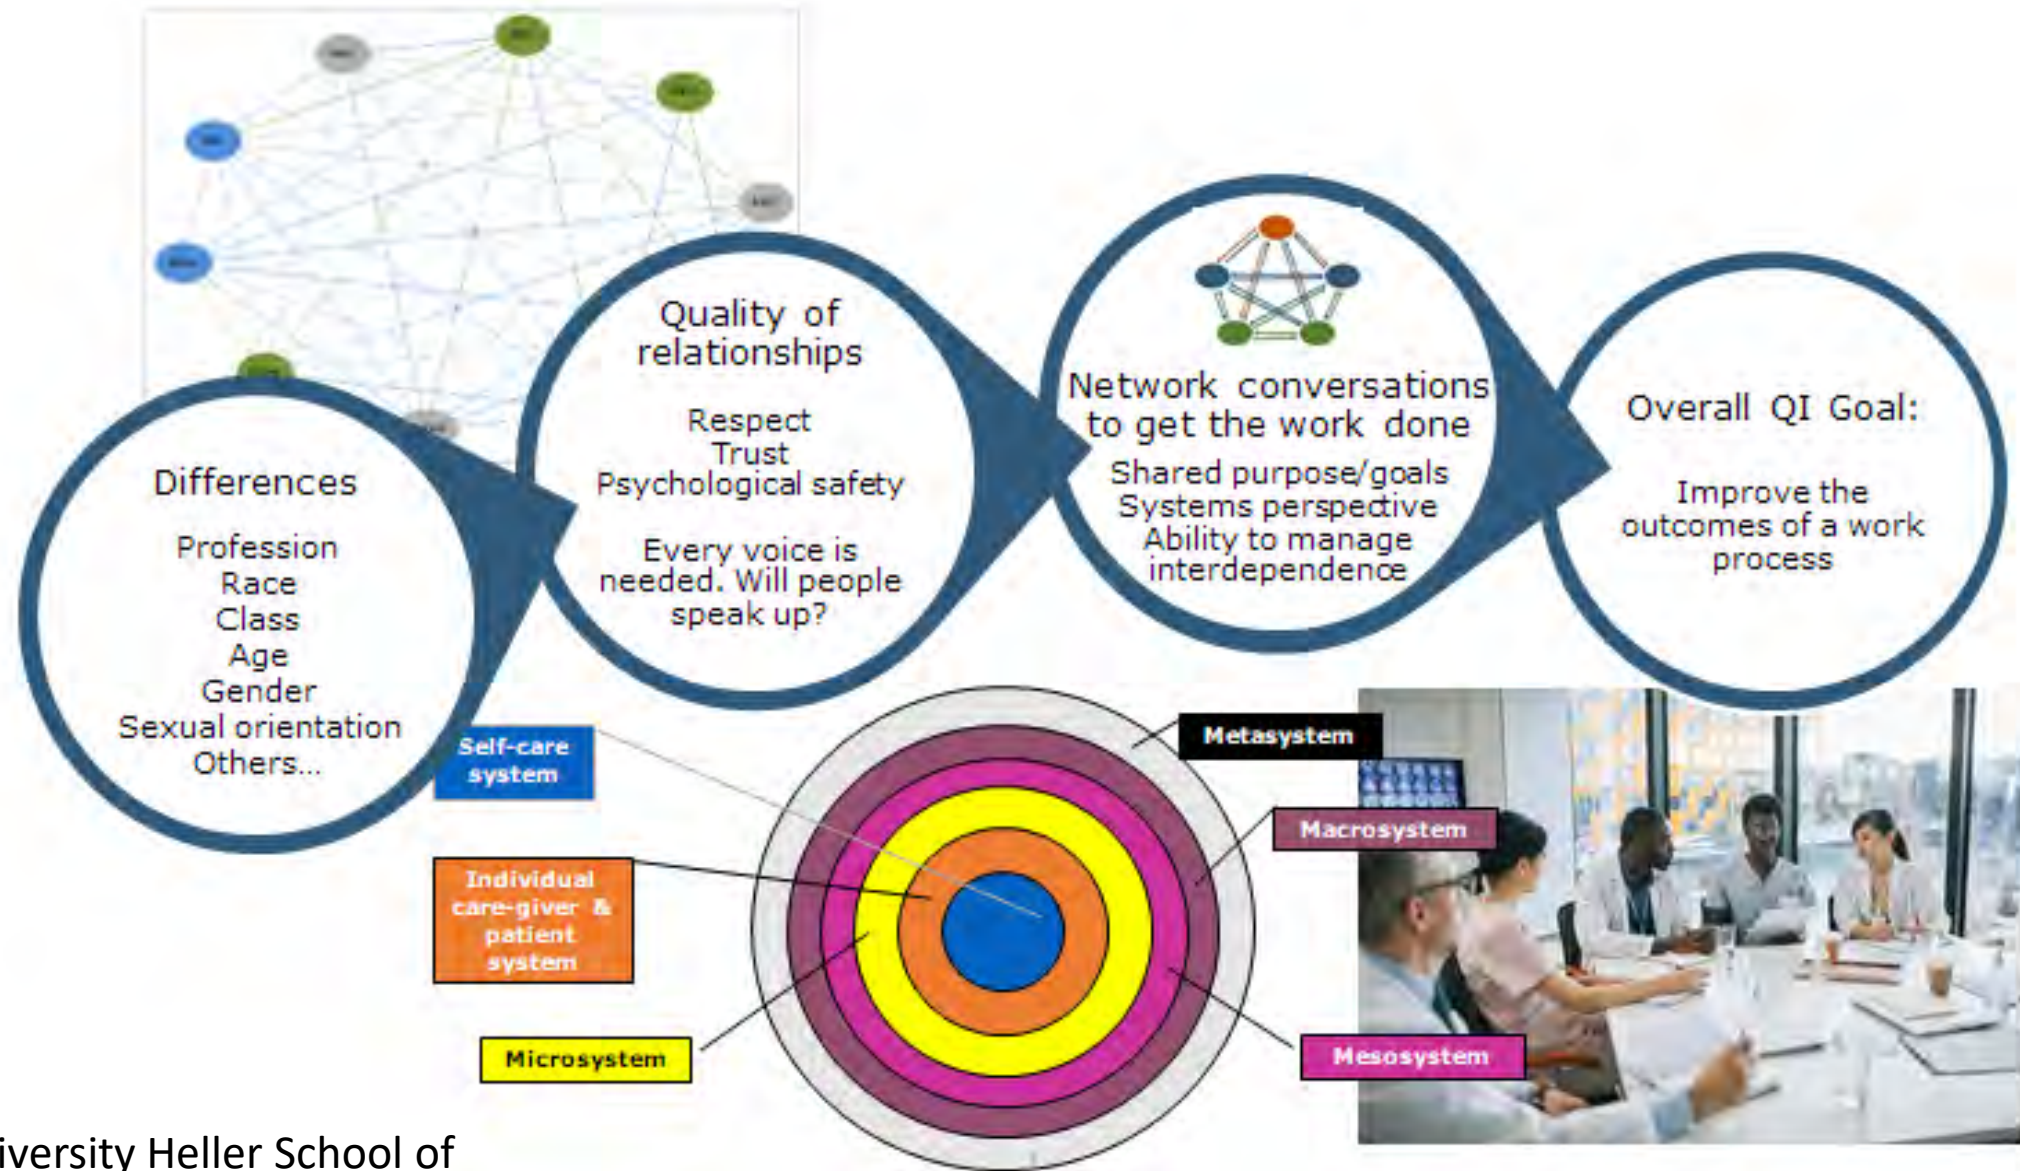 Differences
Profession
Race
Class
Age
Gender
Sexual orientation
Others...
Quality of
relationships
Respect
Trust
Psychological safety
Every voice is
needed. Will people
speak up?
Network conversations
to get the work done
Shared purpose/goals
Systems perspective
Ability to manage
interdependence
Overall QI Goal:
Improve the
outcomes of a work
process
Self-care
system
Individual
care-giver &
patient
system
Microsystem
Metasystem
Macrosystem
Mesosystem
iversity Heller School of